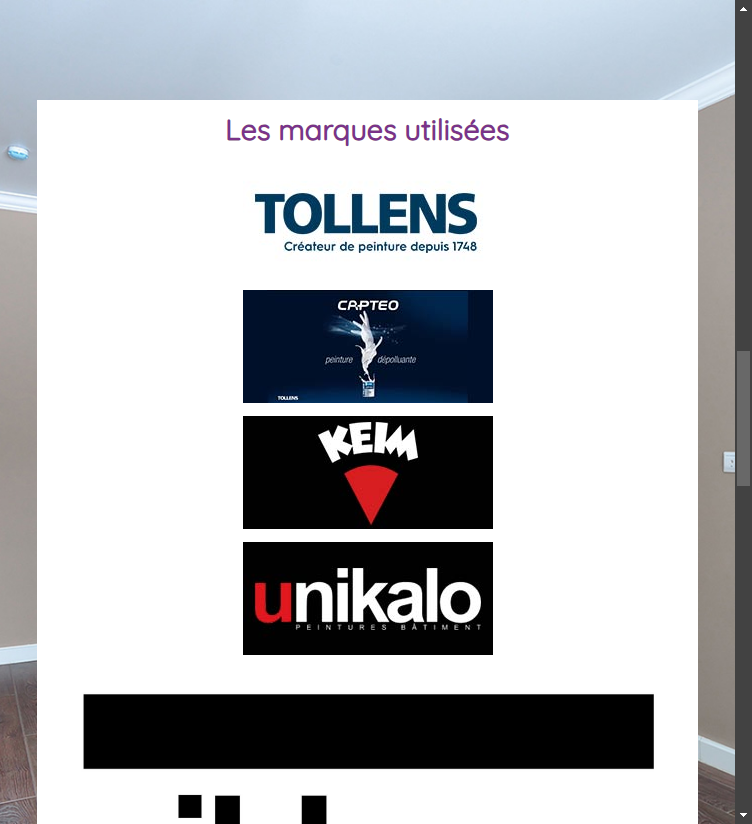 Les marques utilisées
TOLLENS
Créateur de peinture depuis 1748
CAPTEO
peinture dépolluante
TOLLENS
KEIM
unikalo
PEINTURES BÂTIMENT